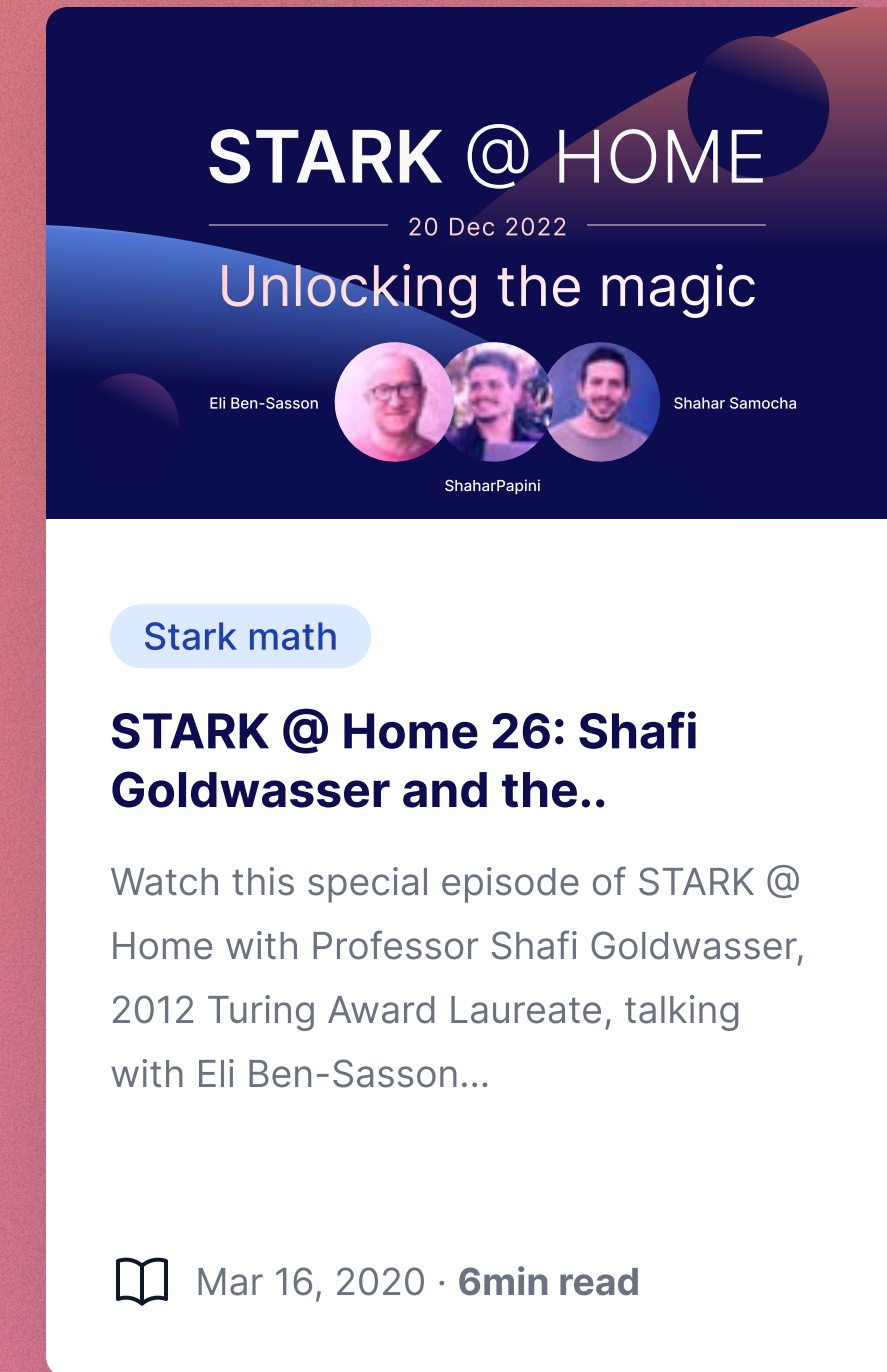 STARK @ HOME
20 Dec 2022
Unlocking the magic
Eli Ben-Sasson
Shahar Samocha
ShaharPapini
Stark math
STARK @ Home 26: Shafi
Goldwasser and the..
Watch this special episode of STARK @
Home with Professor Shafi Goldwasser,
2012 Turing Award Laureate, talking
with Eli Ben-Sasson...
Mar 16, 2020 · 6min read